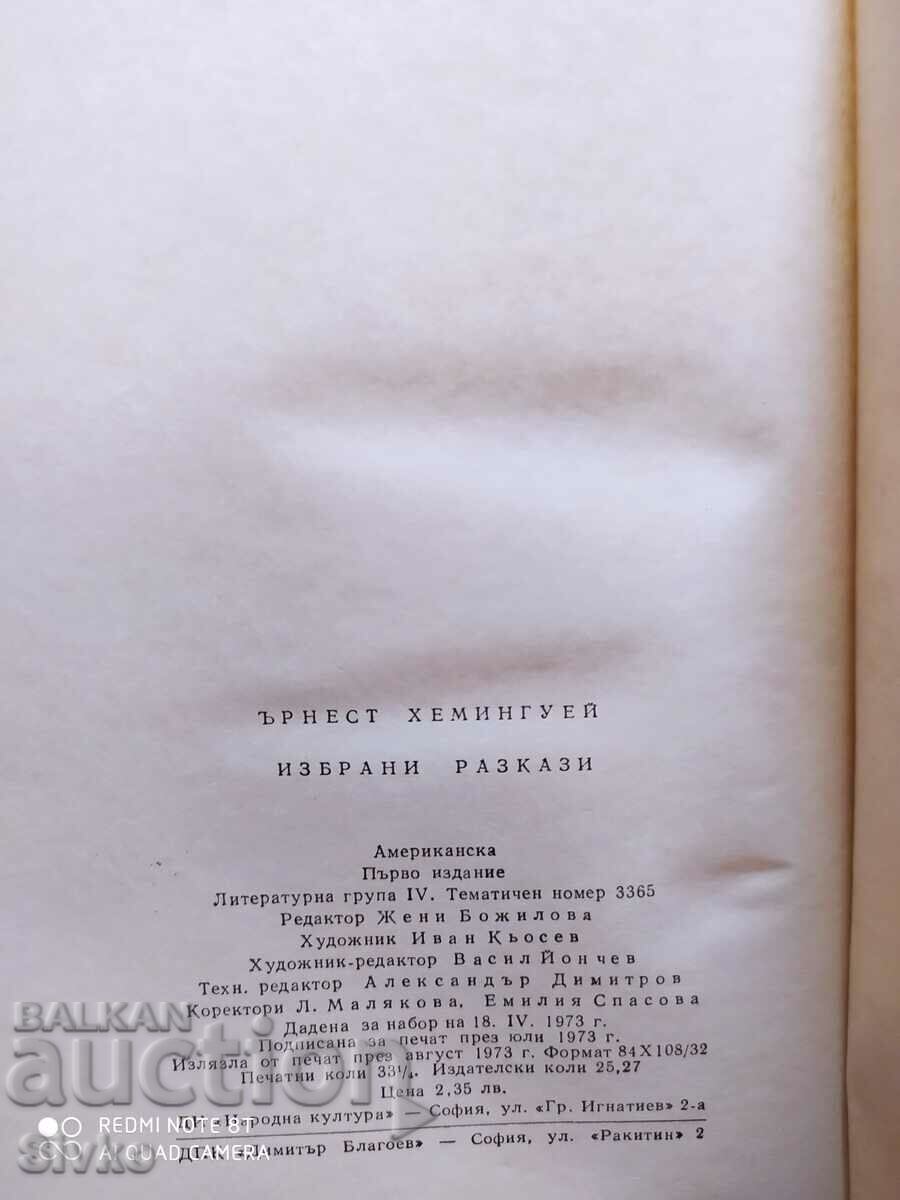 ЪРНЕСТ ХЕМИНГУЕЙ
ИЗБРАНИ РАЗКАЗИ
Американска
Първо издание
Литературна група IV. Тематичен номер 3365
Редактор Жени Божилова
Художник Иван Кьосев
Художник-редактор Васил Йончев
Техн. редактор Александър Димитров
Коректори Л. Малякова, Емилия Спасова
Дадена за набор на 18. IV. 1973 г.
Подписана за печат през юли 1973 г.
Излязла от печат през август 1973 г. Формат 84X108/32
Печатни коли 33¼. Издателски коли 25,27
Цена 2,35 лв.
«Народна култура» — София, ул. «Гр. Игнатиев» 2-а
«Димитър Благоев» — София, ул. «Ракитин» 2
BALKAN
auction
REDMI NOTE 8T
AI QUAD CAMERA
sivko